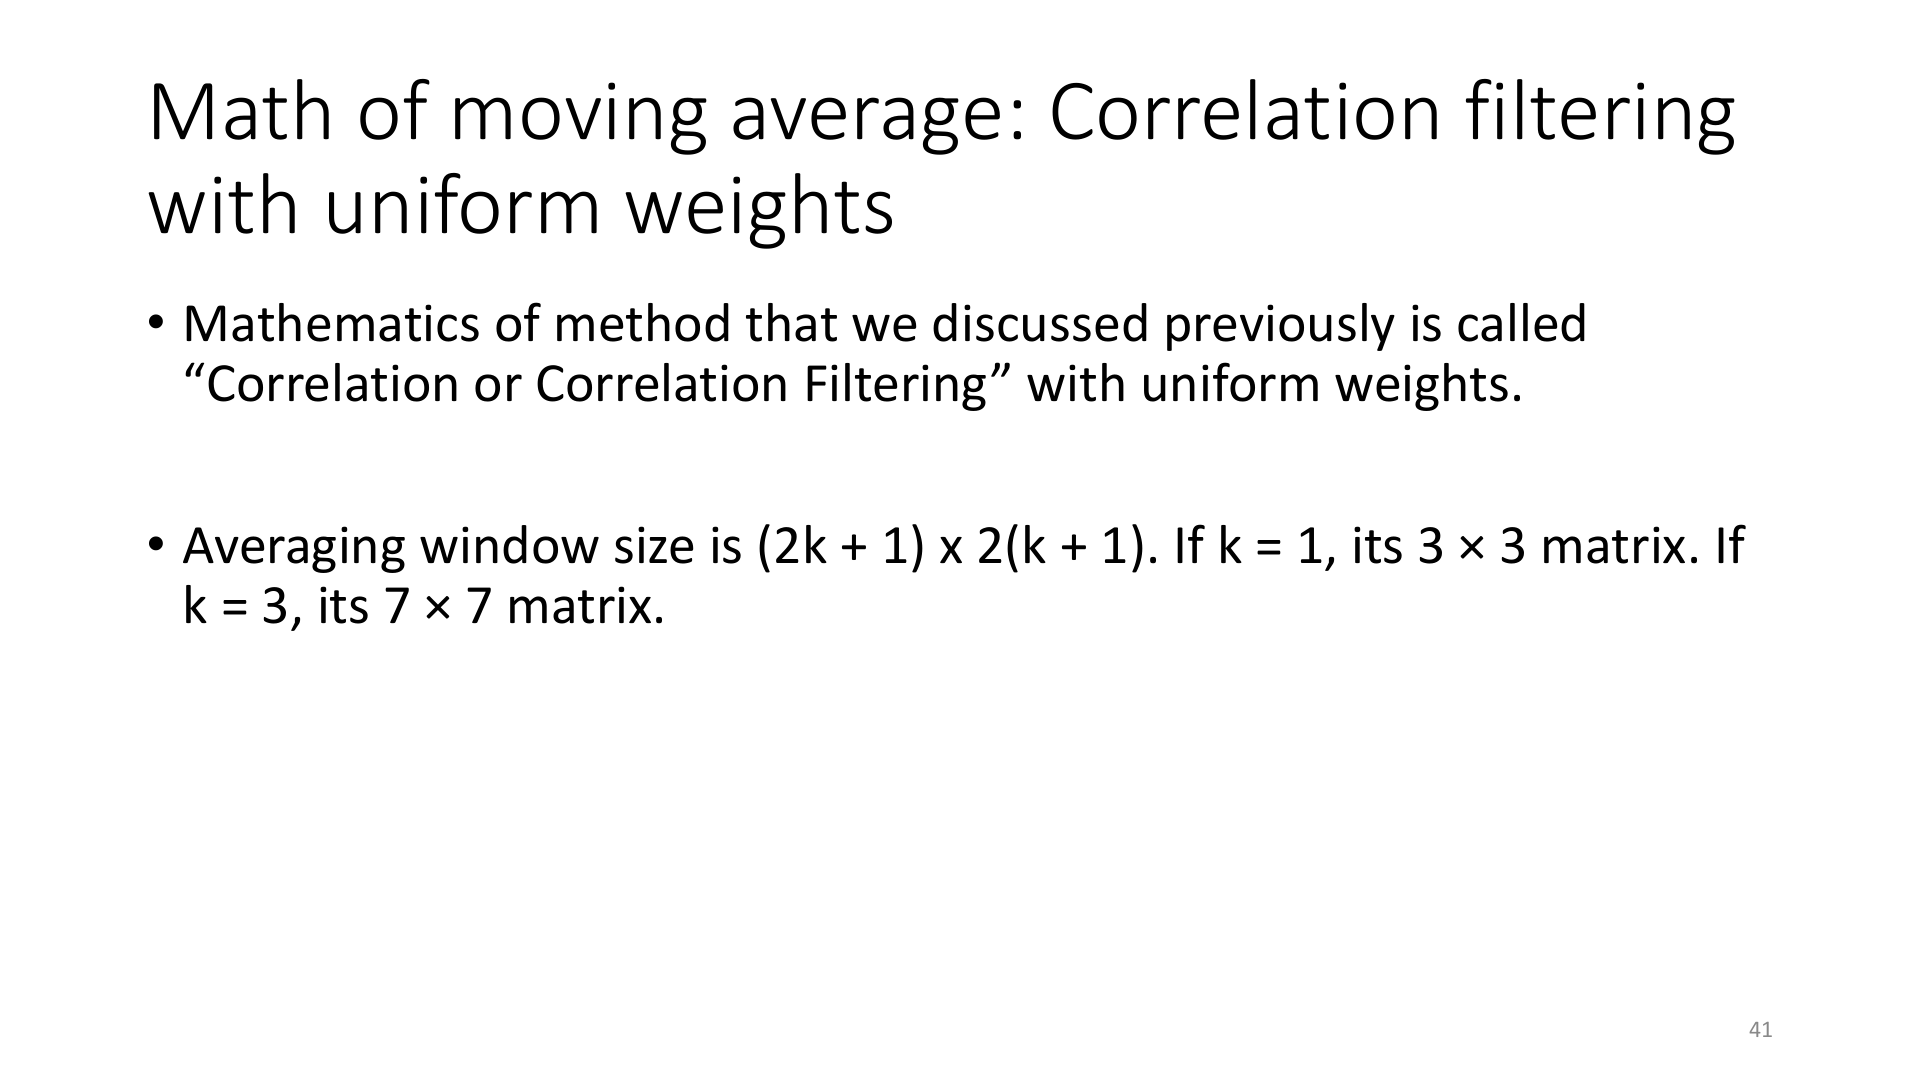 Math of moving average: Correlation filtering
with uniform weights
• Mathematics of method that we discussed previously is called
“Correlation or Correlation Filtering” with uniform weights.
• Averaging window size is (2k + 1) x 2(k + 1). If k = 1, its 3 × 3 matrix. If
k = 3, its 7 × 7 matrix.
41